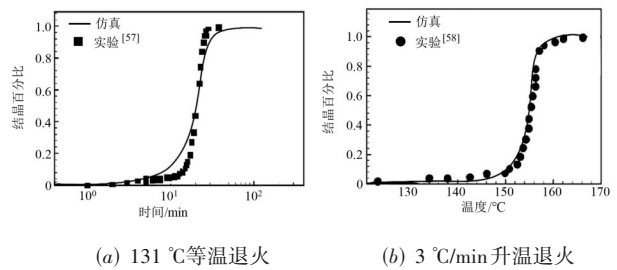 1.0
0.8
0.6
0.4
0.2
0
结晶百分比
仿真
实验[57]
10⁰ 10¹ 10²
时间/min
1.0
0.8
0.6
0.4
0.2
0
结晶百分比
仿真
实验[58]
130 140 150 160 170
温度/℃
(a) 131 ℃等温退火
(b) 3 ℃/min升温退火